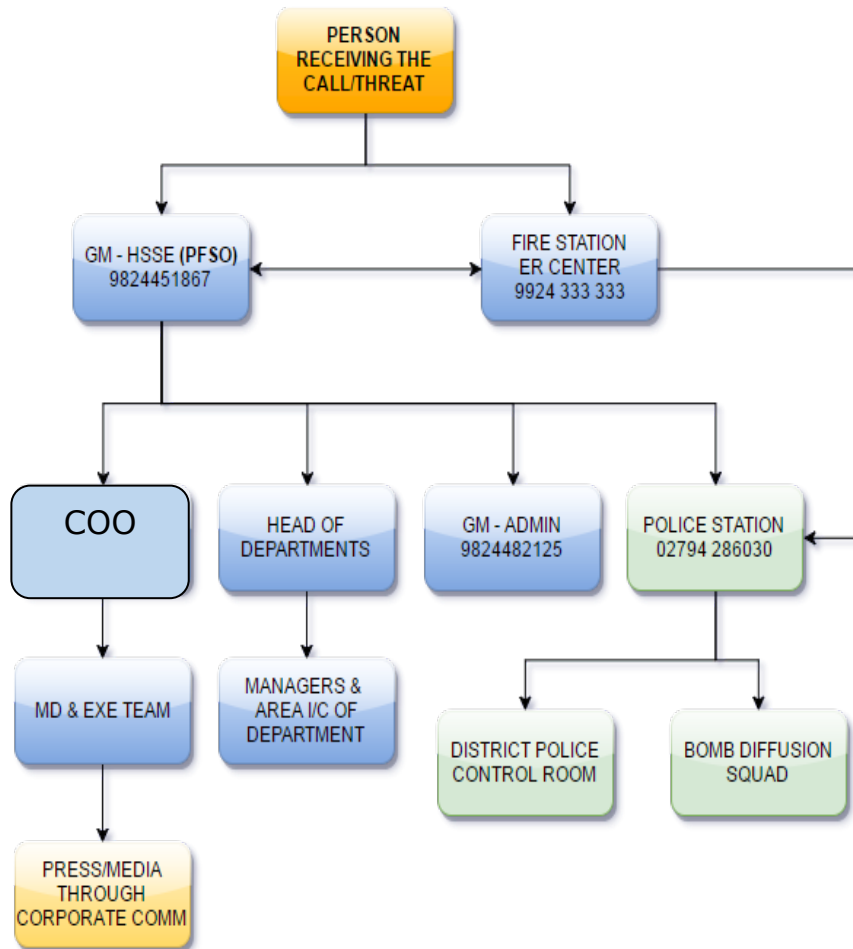 PERSON
RECEIVING THE
CALL/THREAT
GM - HSSE (PFSO)
9824451867
FIRE STATION
ER CENTER
9924 333 333
COO
HEAD OF
DEPARTMENTS
GM - ADMIN
9824482125
POLICE STATION
02794 286030
MD & EXE TEAM
MANAGERS &
AREA I/C OF
DEPARTMENT
DISTRICT POLICE
CONTROL ROOM
BOMB DIFFUSION
SQUAD
PRESS/MEDIA
THROUGH
CORPORATE COMM